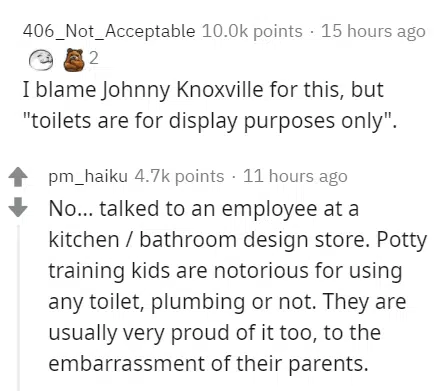 406_Not_Acceptable 10.0k points · 15 hours ago
2
I blame Johnny Knoxville for this, but
"toilets are for display purposes only".
pm_haiku 4.7k points · 11 hours ago
No... talked to an employee at a
kitchen / bathroom design store. Potty
training kids are notorious for using
any toilet, plumbing or not. They are
usually very proud of it too, to the
embarrassment of their parents.